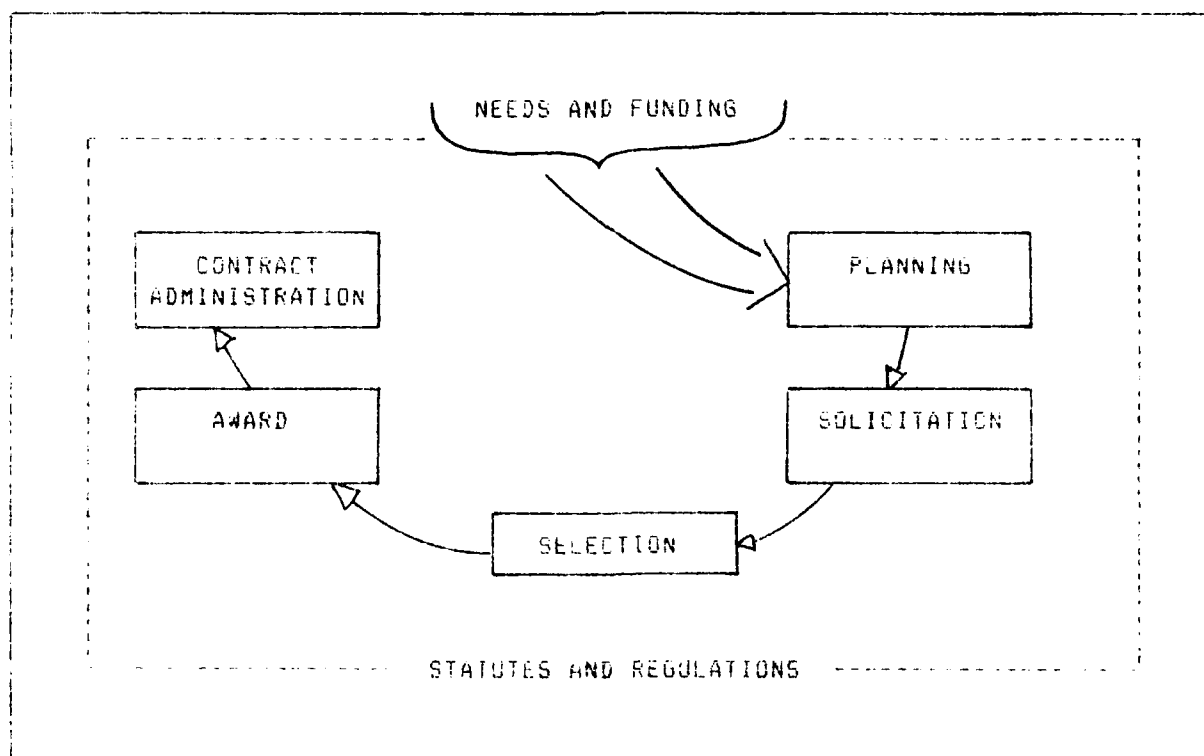 NEEDS AND FUNDING
CONTRACT
ADMINISTRATION
PLANNING
AWARD
SOLICITATION
SELECTION
STATUTES AND REGULATIONS